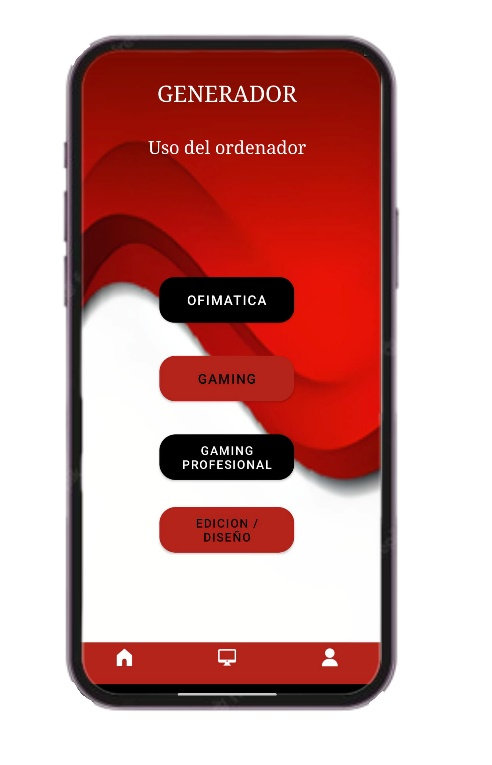 GENERADOR
Uso del ordenador
OFIMATICA
GAMING
GAMING
PROFESIONAL
EDICION /
DISEÑO